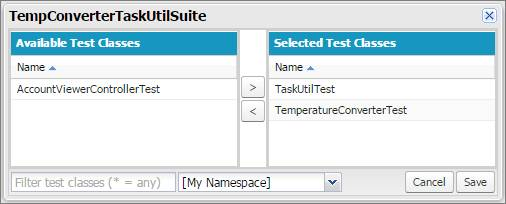 TempConverterTaskUtilSuite
Available Test Classes
Name
AccountViewerControllerTest
>
<
Selected Test Classes
Name
TaskUtilTest
TemperatureConverterTest
Filter test classes (* = any)
[My Namespace]
Cancel
Save